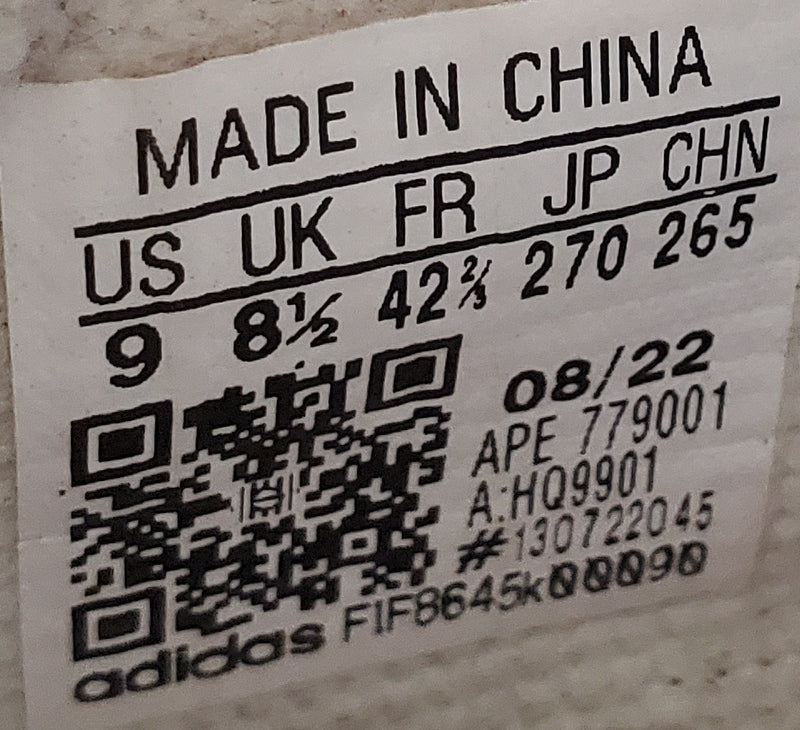 MADE IN CHINA
US UK FR JP CHN
9 8½ 42⅔ 270 265
08/22
APE 779001
A:HQ9901
#130722045
adidas FIF8645k00090